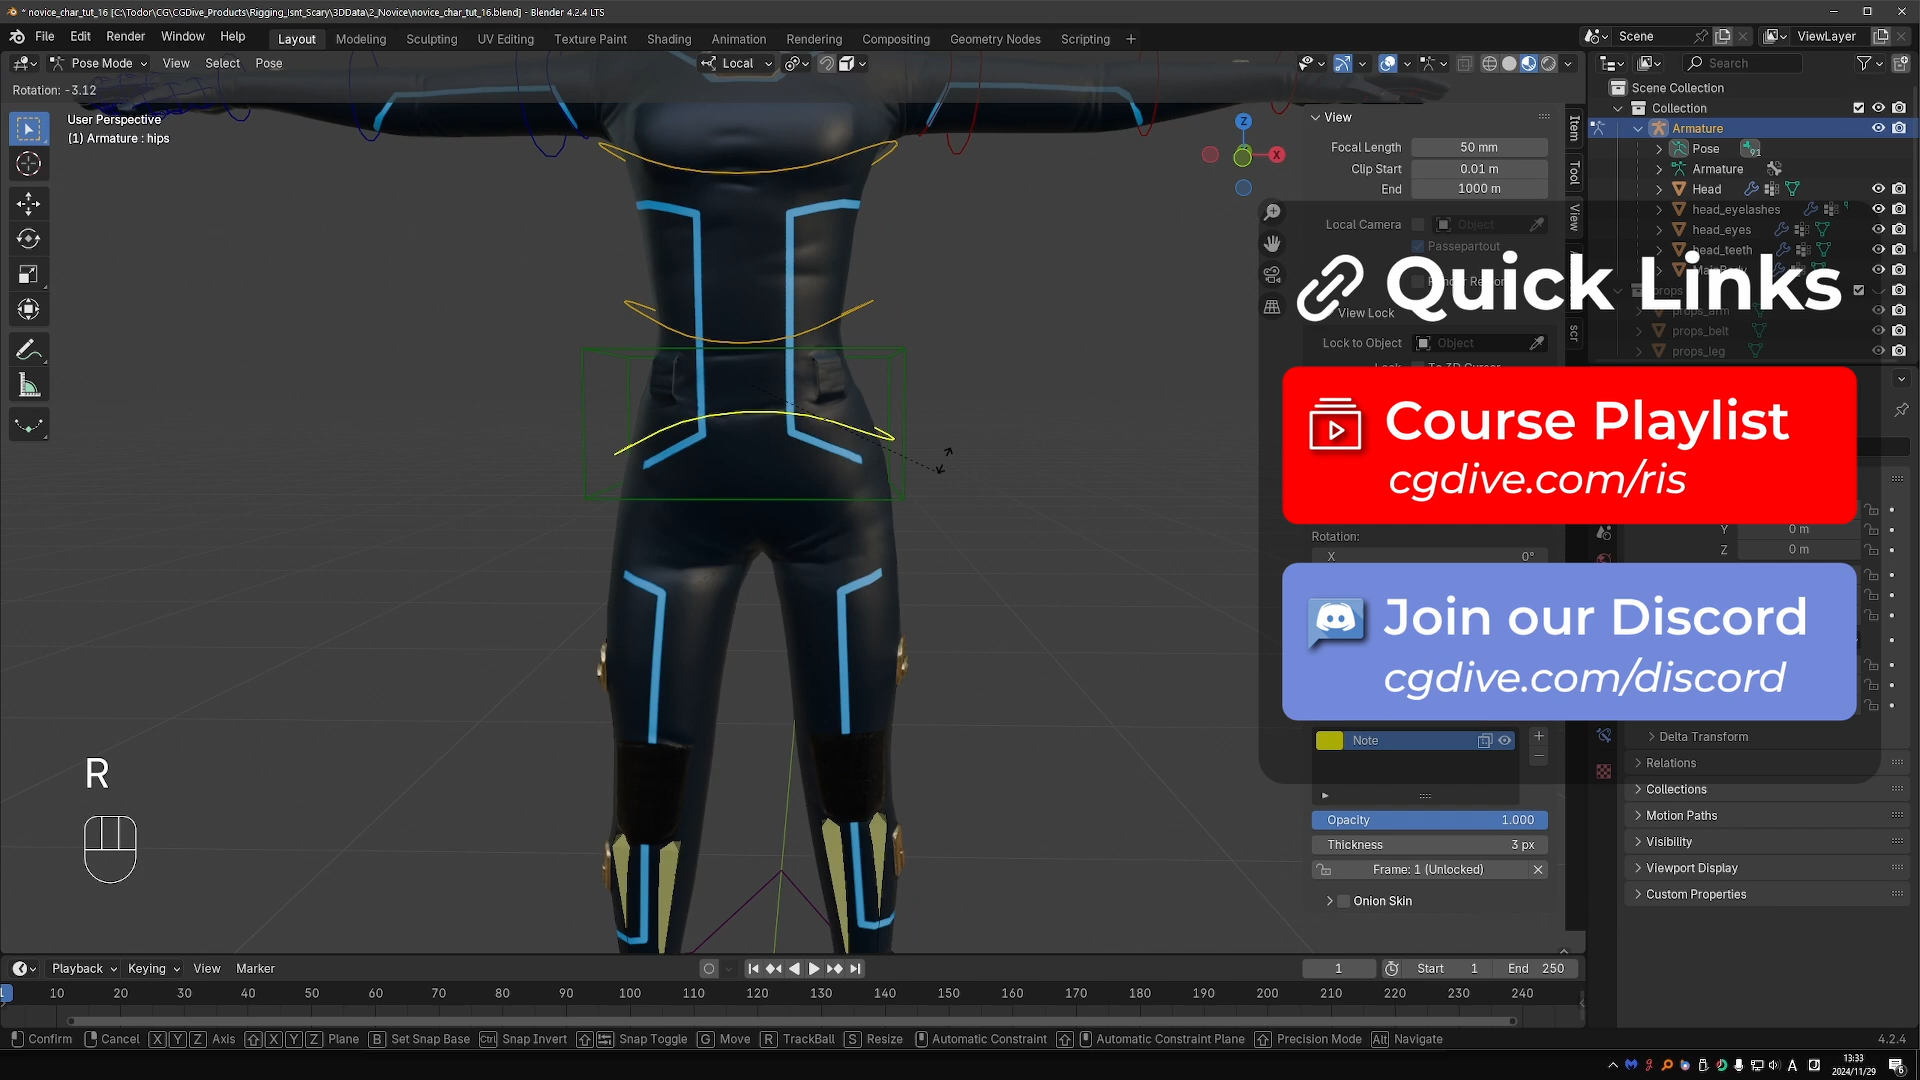 * novice_char_tut_16 [C:\Todor\CG\CGDive_Products\Rigging_Isnt_Scary\3DData\2_Novice\novice_char_tut_16.blend] - Blender 4.2.4 LTS
File Edit Render Window Help Layout Modeling Sculpting UV Editing Texture Paint Shading Animation Rendering Compositing Geometry Nodes Scripting + Scene ViewLayer
Pose Mode View Select Pose Local Search
Rotation: -3.12
User Perspective
(1) Armature : hips
Z
X
View
Focal Length 50 mm
Clip Start 0.01 m
End 1000 m
Local Camera Object
Passepartout
View Lock
Lock to Object Object
Rotation:
X 0°
Item
Tool
View
Scene Collection
Collection
Armature
Pose 91
Armature
Head
head_eyelashes
head_eyes
head_teeth
props_arm
props_belt
props_leg
Quick Links
Course Playlist
cgdive.com/ris
Join our Discord
cgdive.com/discord
Y 0 m
Z 0 m
Delta Transform
Relations
Collections
Motion Paths
Visibility
Viewport Display
Custom Properties
Note
Opacity 1.000
Thickness 3 px
Frame: 1 (Unlocked)
Onion Skin
R
Playback Keying View Marker 1 Start 1 End 250
1 10 20 30 40 50 60 70 80 90 100 110 120 130 140 150 160 170 180 190 200 210 220 230 240
Confirm Cancel X Y Z Axis X Y Z Plane B Set Snap Base Ctrl Snap Invert Snap Toggle G Move R TrackBall S Resize Automatic Constraint Automatic Constraint Plane Precision Mode Alt Navigate 4.2.4
A 13:33
2024/11/29 6